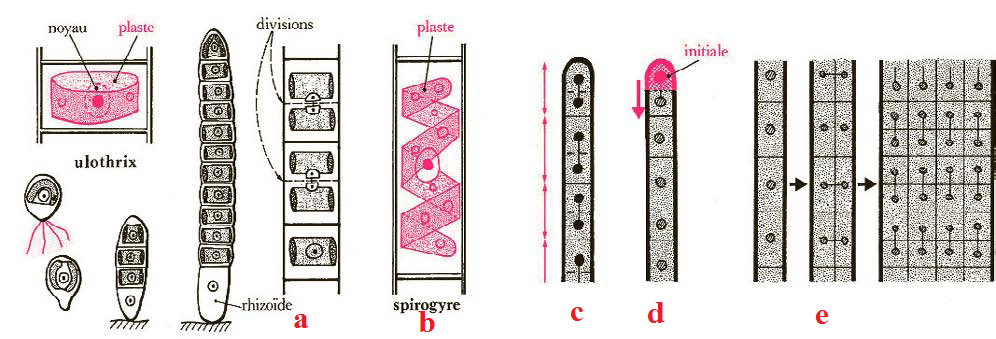 noyau
plaste
ulothrix
divisions
rhizoïde
a
plaste
spirogyre
b
c
initiale
d
e